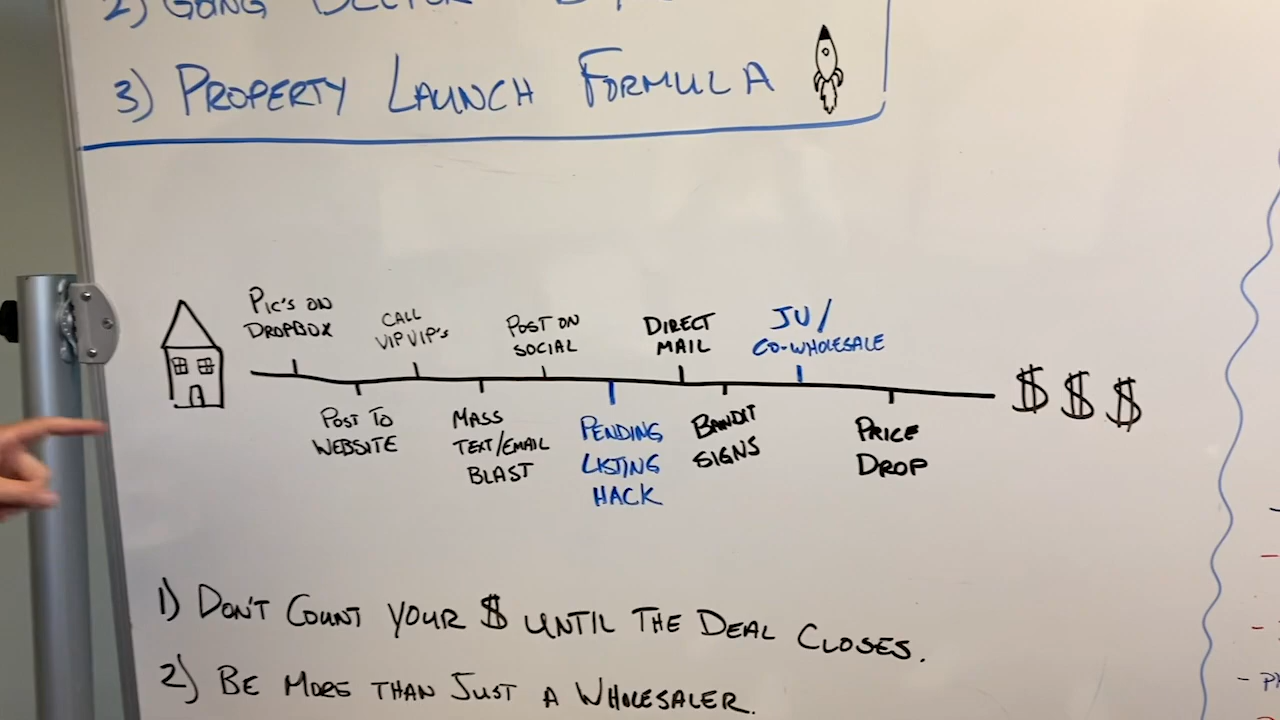 2) GOING
3) PROPERTY LAUNCH FORMULA
PIC'S ON
DROPBOX
CALL
VIP VIP'S
POST ON
SOCIAL
DIRECT
MAIL
JV/
CO-WHOLESALE
$ $ $
POST TO
WEBSITE
MASS
TEXT/EMAIL
BLAST
PENDING
LISTING
HACK
BANDIT
SIGNS
PRICE
DROP
1) DON'T COUNT YOUR $ UNTIL THE DEAL CLOSES.
2) BE MORE THAN JUST A WHOLESALER.